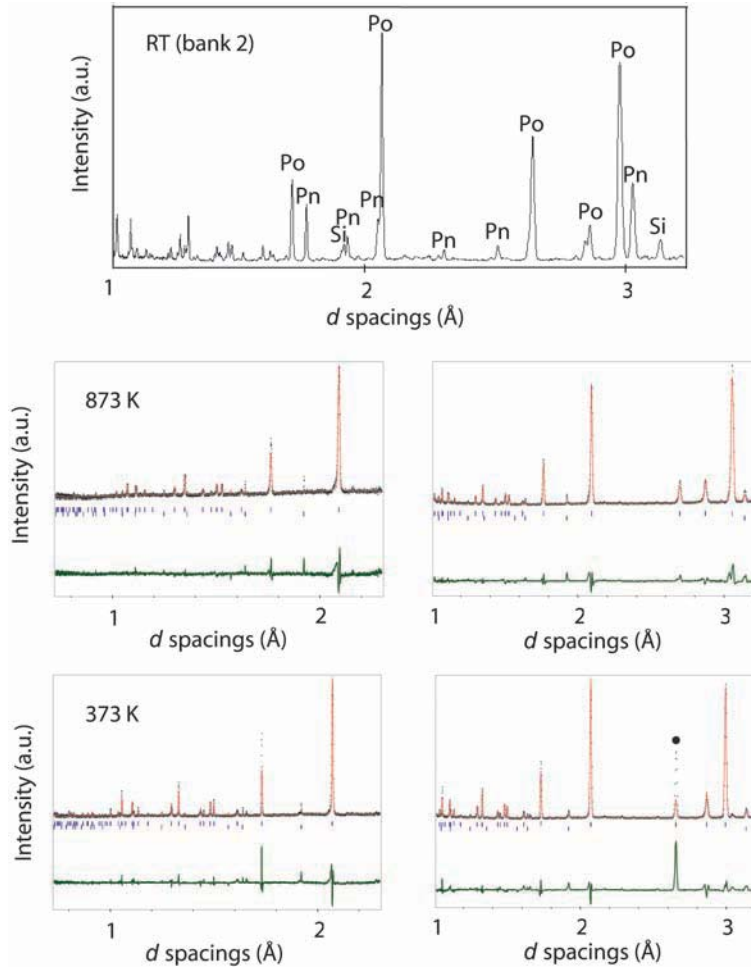 RT (bank 2)
Po
Po
Po
Pn
Pn
Pn
Si
Pn
Pn
Po
Pn
Po
Si
Intensity (a.u.)
1 2 3
d spacings (Å)
873 K
Intensity (a.u.)
1 2
d spacings (Å)
1 2 3
d spacings (Å)
373 K
Intensity (a.u.)
1 2
d spacings (Å)
1 2 3
d spacings (Å)